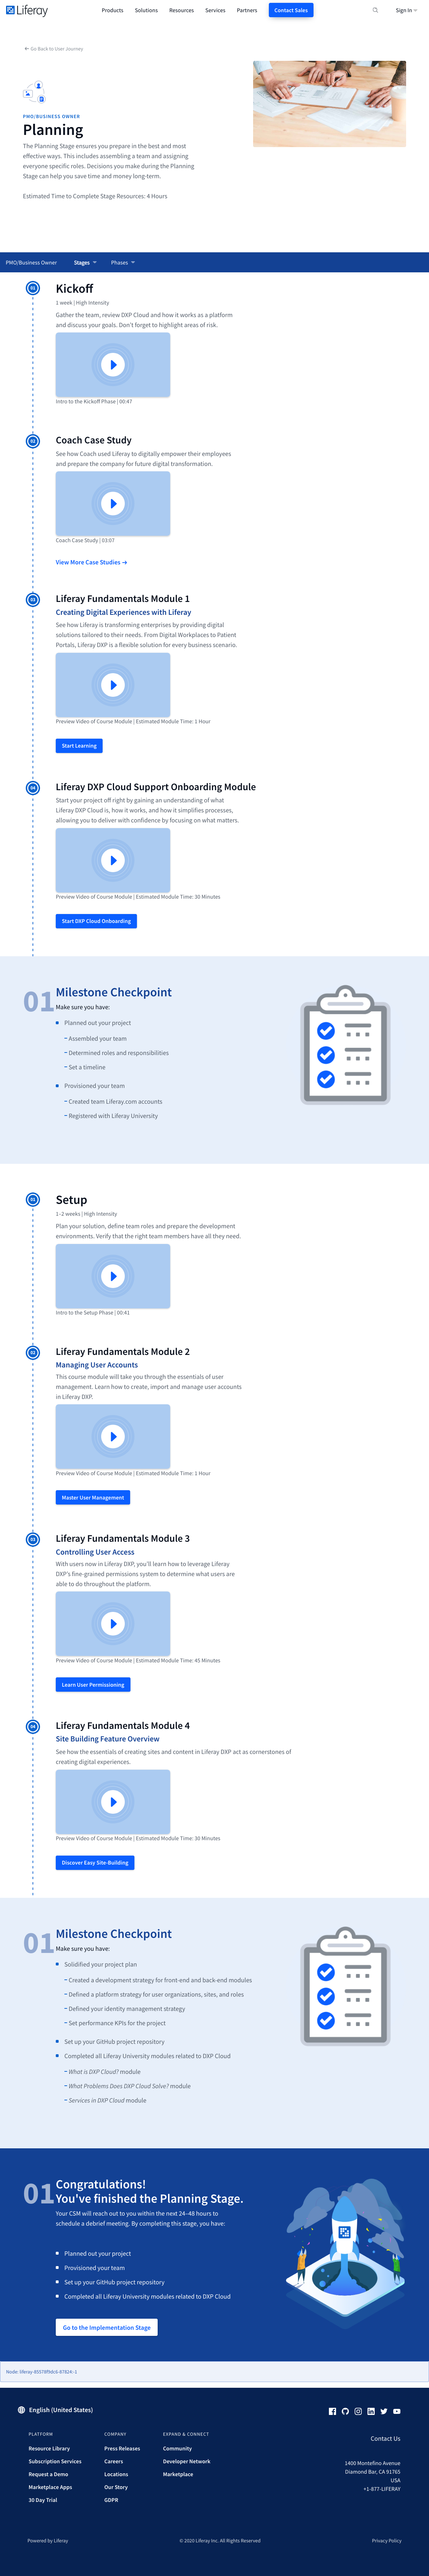 Liferay
Products Solutions Resources Services Partners Contact Sales Sign In
Go Back to User Journey
PMO/BUSINESS OWNER
Planning
The Planning Stage ensures you prepare in the best and most
effective ways. This includes assembling a team and assigning
everyone specific roles. Decisions you make during the Planning
Stage can help you save time and money long-term.
Estimated Time to Complete Stage Resources: 4 Hours
PMO/Business Owner Stages Phases
01
Kickoff
1 week | High Intensity
Gather the team, review DXP Cloud and how it works as a platform
and discuss your goals. Don't forget to highlight areas of risk.
Intro to the Kickoff Phase | 00:47
02
Coach Case Study
See how Coach used Liferay to digitally empower their employees
and prepare the company for future digital transformation.
Coach Case Study | 03:07
View More Case Studies →
03
Liferay Fundamentals Module 1
Creating Digital Experiences with Liferay
See how Liferay is transforming enterprises by providing digital
solutions tailored to their needs. From Digital Workplaces to Patient
Portals, Liferay DXP is a flexible solution for every business scenario.
Preview Video of Course Module | Estimated Module Time: 1 Hour
Start Learning
04
Liferay DXP Cloud Support Onboarding Module
Start your project off right by gaining an understanding of what
Liferay DXP Cloud is, how it works, and how it simplifies processes,
allowing you to deliver with confidence by focusing on what matters.
Preview Video of Course Module | Estimated Module Time: 30 Minutes
Start DXP Cloud Onboarding
01
Milestone Checkpoint
Make sure you have:
Planned out your project
– Assembled your team
– Determined roles and responsibilities
– Set a timeline
Provisioned your team
– Created team Liferay.com accounts
– Registered with Liferay University
01
Setup
1–2 weeks | High Intensity
Plan your solution, define team roles and prepare the development
environments. Verify that the right team members have all they need.
Intro to the Setup Phase | 00:41
02
Liferay Fundamentals Module 2
Managing User Accounts
This course module will take you through the essentials of user
management. Learn how to create, import and manage user accounts
in Liferay DXP.
Preview Video of Course Module | Estimated Module Time: 1 Hour
Master User Management
03
Liferay Fundamentals Module 3
Controlling User Access
With users now in Liferay DXP, you'll learn how to leverage Liferay
DXP's fine-grained permissions system to determine what users are
able to do throughout the platform.
Preview Video of Course Module | Estimated Module Time: 45 Minutes
Learn User Permissioning
04
Liferay Fundamentals Module 4
Site Building Feature Overview
See how the essentials of creating sites and content in Liferay DXP act as cornerstones of
creating digital experiences.
Preview Video of Course Module | Estimated Module Time: 30 Minutes
Discover Easy Site-Building
01
Milestone Checkpoint
Make sure you have:
Solidified your project plan
– Created a development strategy for front-end and back-end modules
– Defined a platform strategy for user organizations, sites, and roles
– Defined your identity management strategy
– Set performance KPIs for the project
Set up your GitHub project repository
Completed all Liferay University modules related to DXP Cloud
– What is DXP Cloud? module
– What Problems Does DXP Cloud Solve? module
– Services in DXP Cloud module
01
Congratulations!
You've finished the Planning Stage.
Your CSM will reach out to you within the next 24–48 hours to
schedule a debrief meeting. By completing this stage, you have:
Planned out your project
Provisioned your team
Set up your GitHub project repository
Completed all Liferay University modules related to DXP Cloud
Go to the Implementation Stage
English (United States)
PLATFORM
Resource Library
Subscription Services
Request a Demo
Marketplace Apps
30 Day Trial
COMPANY
Press Releases
Careers
Locations
Our Story
GDPR
EXPAND & CONNECT
Community
Developer Network
Marketplace
Contact Us
1400 Montefino Avenue
Diamond Bar, CA 91765
USA
+1-877-LIFERAY
Powered by Liferay
© 2020 Liferay Inc. All Rights Reserved
Privacy Policy